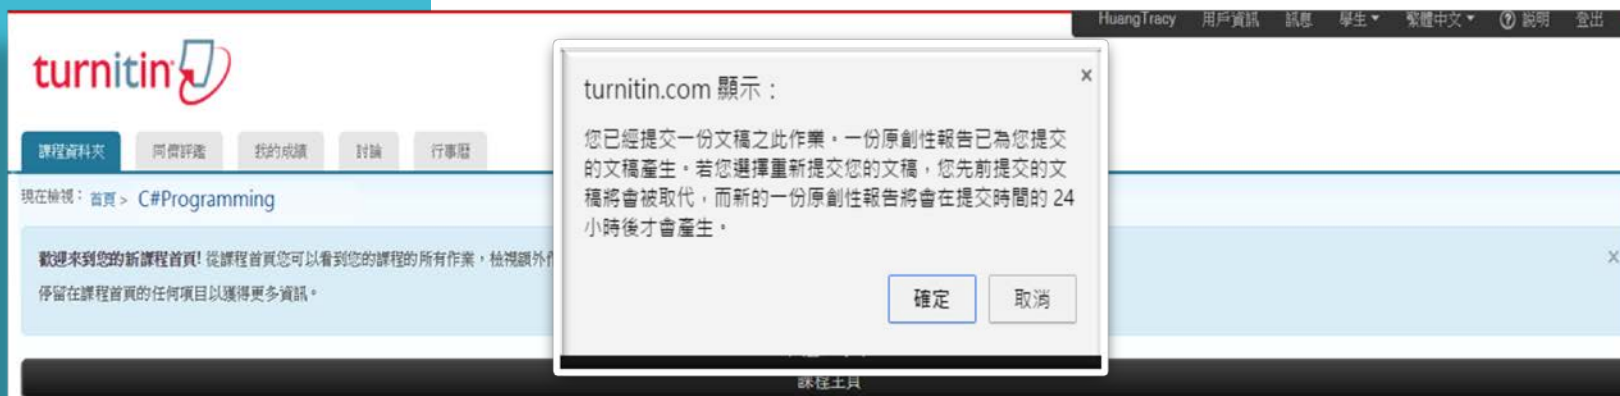 HuangTracy 用戶資訊 訊息 學生 繁體中文 ? 說明 登出
turnitin
課程資料夾 同儕評鑑 我的成績 討論 行事曆
現在檢視： 首頁 > C#Programming
歡迎來到您的新課程首頁! 從課程首頁您可以看到您的課程的所有作業，檢視額外
停留在課程首頁的任何項目以獲得更多資訊。
x
turnitin.com 顯示：
x
您已經提交一份文稿之此作業。一份原創性報告已為您提交
的文稿產生。若您選擇重新提交您的文稿，您先前提交的文
稿將會被取代，而新的一份原創性報告將會在提交時間的 24
小時後才會產生。
確定 取消
課程主頁